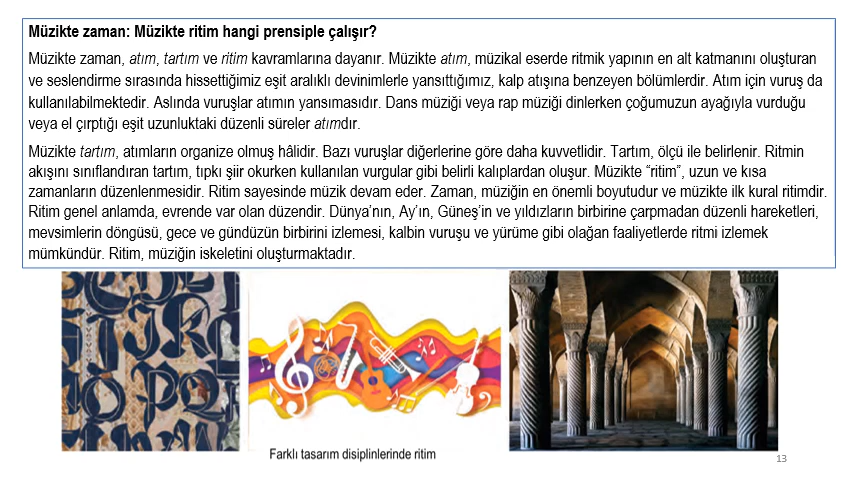 Müzikte zaman: Müzikte ritim hangi prensiple çalışır?
Müzikte zaman, atım, tartım ve ritim kavramlarına dayanır. Müzikte atım, müzikal eserde ritmik yapının en alt katmanını oluşturan
ve seslendirme sırasında hissettiğimiz eşit aralıklı devinimlerle yansıttığımız, kalp atışına benzeyen bölümlerdir. Atım için vuruş da
kullanılabilmektedir. Aslında vuruşlar atımın yansımasıdır. Dans müziği veya rap müziği dinlerken çoğumuzun ayağıyla vurduğu
veya el çırptığı eşit uzunluktaki düzenli süreler atımdır.
Müzikte tartım, atımların organize olmuş hâlidir. Bazı vuruşlar diğerlerine göre daha kuvvetlidir. Tartım, ölçü ile belirlenir. Ritmin
akışını sınıflandıran tartım, tıpkı şiir okurken kullanılan vurgular gibi belirli kalıplardan oluşur. Müzikte “ritim”, uzun ve kısa
zamanların düzenlenmesidir. Ritim sayesinde müzik devam eder. Zaman, müziğin en önemli boyutudur ve müzikte ilk kural ritimdir.
Ritim genel anlamda, evrende var olan düzendir. Dünya’nın, Ay’ın, Güneş’in ve yıldızların birbirine çarpmadan düzenli hareketleri,
mevsimlerin döngüsü, gece ve gündüzün birbirini izlemesi, kalbin vuruşu ve yürüme gibi olağan faaliyetlerde ritmi izlemek
mümkündür. Ritim, müziğin iskeletini oluşturmaktadır.
IJK
PQ
Farklı tasarım disiplinlerinde ritim
13